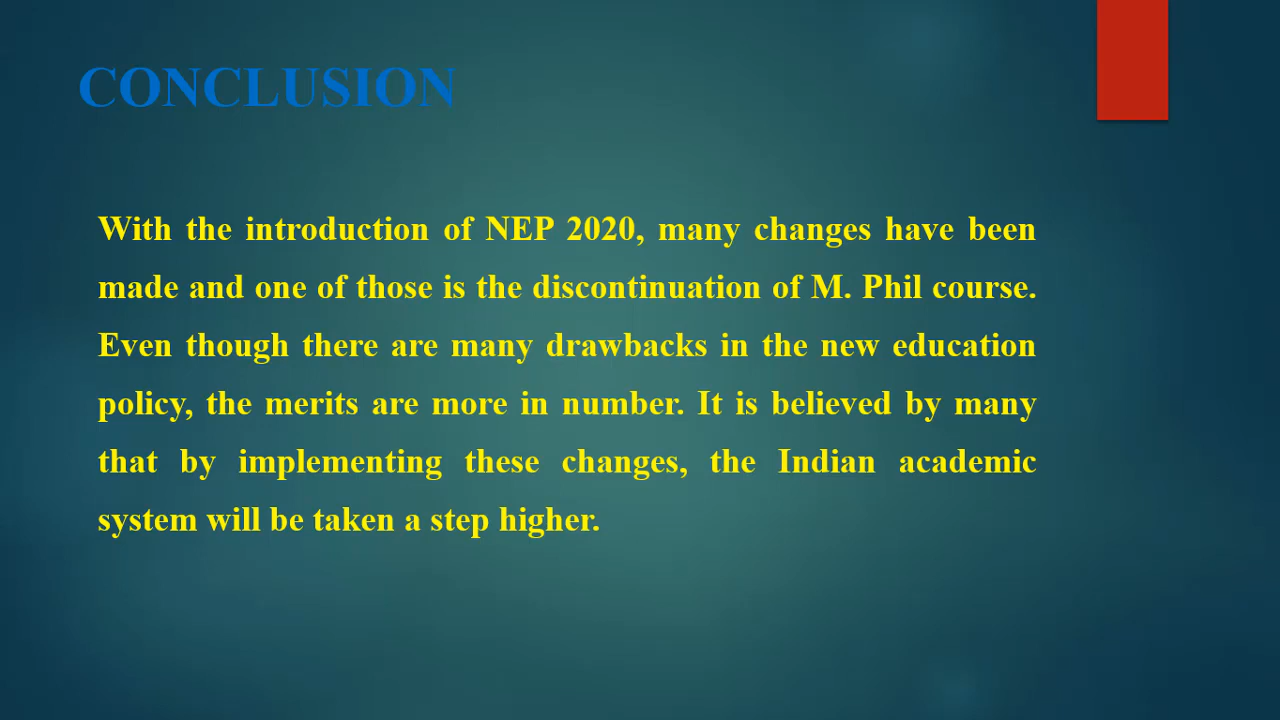 CONCLUSION
With the introduction of NEP 2020, many changes have been
made and one of those is the discontinuation of M. Phil course.
Even though there are many drawbacks in the new education
policy, the merits are more in number. It is believed by many
that by implementing these changes, the Indian academic
system will be taken a step higher.